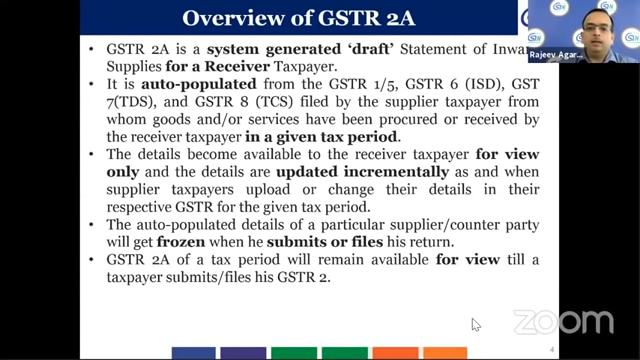 Overview of GSTR 2A
Rajeev Agar...
• GSTR 2A is a system generated ‘draft’ Statement of Inwar
Supplies for a Receiver Taxpayer.
• It is auto-populated from the GSTR 1/5, GSTR 6 (ISD), GST
7(TDS), and GSTR 8 (TCS) filed by the supplier taxpayer from
whom goods and/or services have been procured or received by
the receiver taxpayer in a given tax period.
• The details become available to the receiver taxpayer for view
only and the details are updated incrementally as and when
supplier taxpayers upload or change their details in their
respective GSTR for the given tax period.
• The auto-populated details of a particular supplier/counter party
will get frozen when he submits or files his return.
• GSTR 2A of a tax period will remain available for view till a
taxpayer submits/files his GSTR 2.
zoom
4